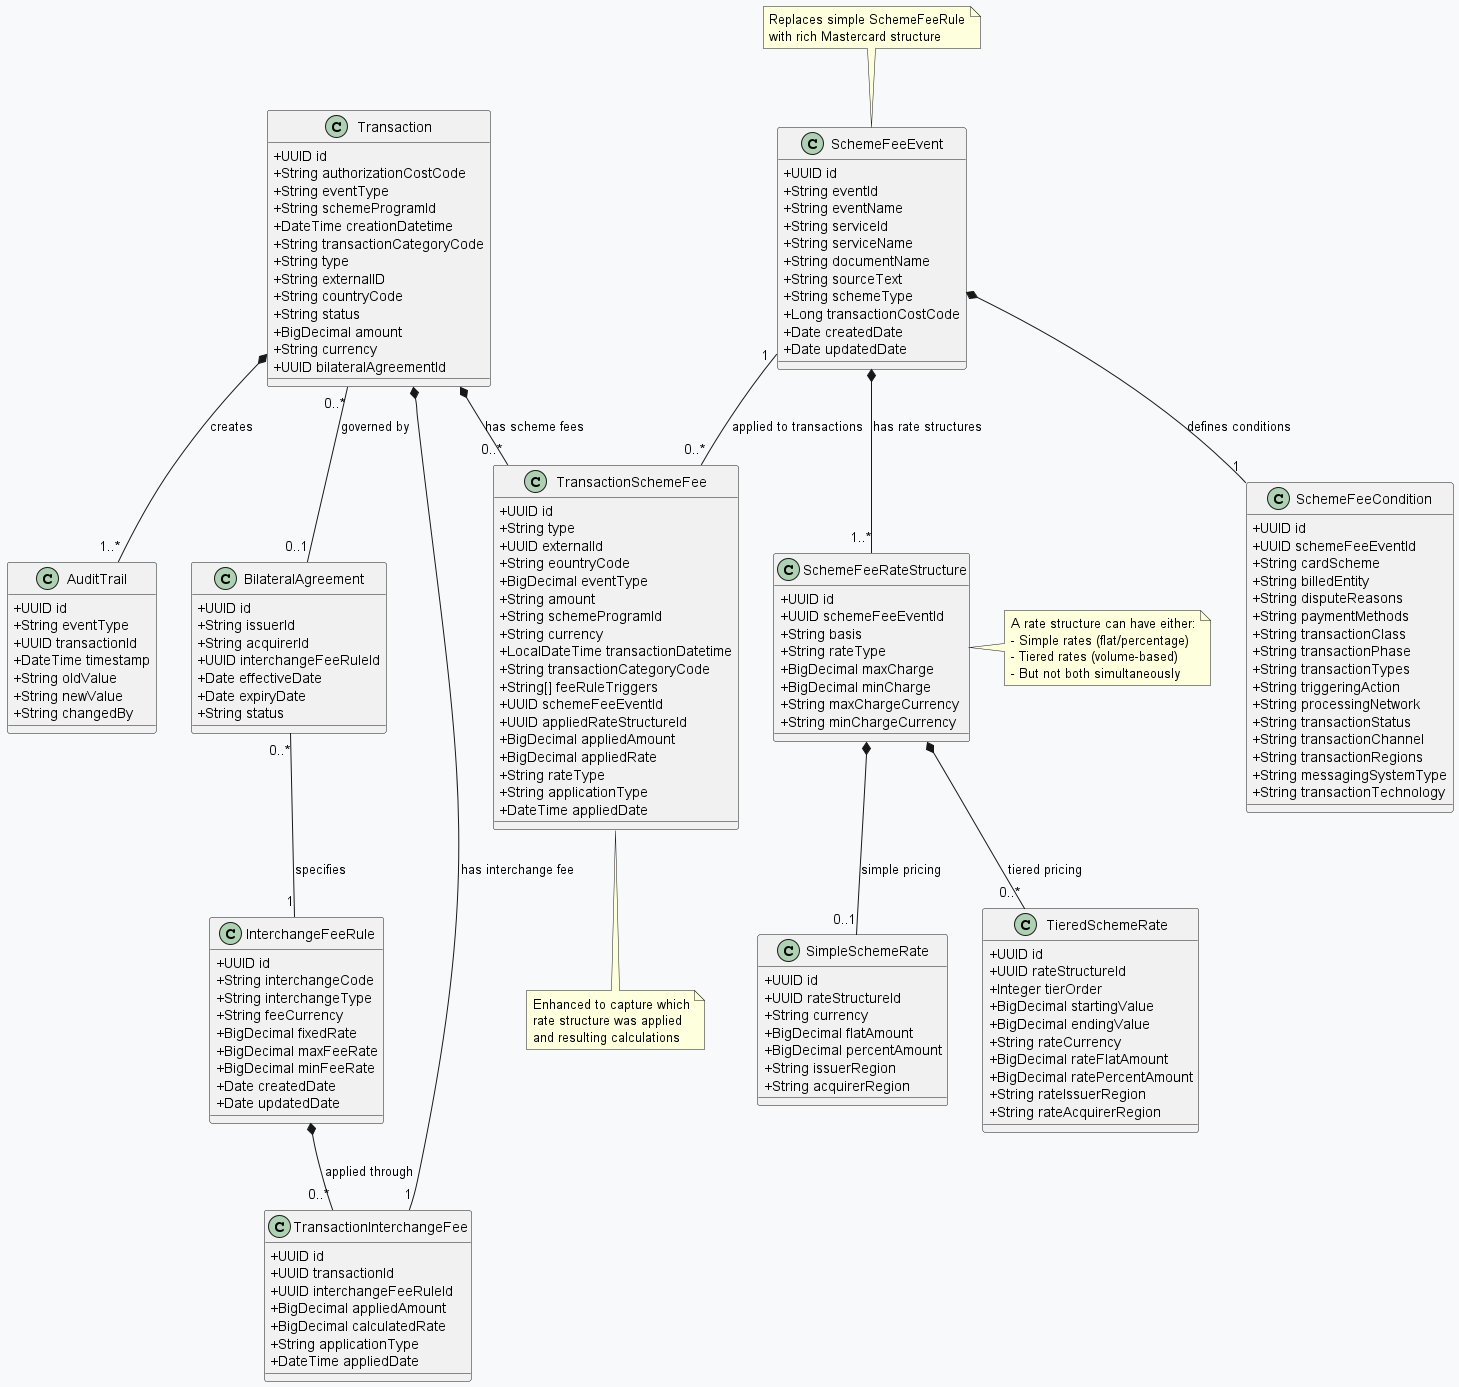 Replaces simple SchemeFeeRule
with rich Mastercard structure
C Transaction
+UUID id
+String authorizationCostCode
+String eventType
+String schemeProgramId
+DateTime creationDatetime
+String transactionCategoryCode
+String type
+String externalID
+String countryCode
+String status
+BigDecimal amount
+String currency
+UUID bilateralAgreementId
C SchemeFeeEvent
+UUID id
+String eventId
+String eventName
+String serviceId
+String serviceName
+String documentName
+String sourceText
+String schemeType
+Long transactionCostCode
+Date createdDate
+Date updatedDate
creates
1..*
0..*
governed by
0..1
has scheme fees
0..*
1
applied to transactions
0..*
has rate structures
1..*
defines conditions
1
C AuditTrail
+UUID id
+String eventType
+UUID transactionId
+DateTime timestamp
+String oldValue
+String newValue
+String changedBy
C BilateralAgreement
+UUID id
+String issuerId
+String acquirerId
+UUID interchangeFeeRuleId
+Date effectiveDate
+Date expiryDate
+String status
C TransactionSchemeFee
+UUID id
+String type
+UUID externalId
+String eountryCode
+BigDecimal eventType
+String amount
+String schemeProgramId
+String currency
+LocalDateTime transactionDatetime
+String transactionCategoryCode
+String[] feeRuleTriggers
+UUID schemeFeeEventId
+UUID appliedRateStructureId
+BigDecimal appliedAmount
+BigDecimal appliedRate
+String rateType
+String applicationType
+DateTime appliedDate
C SchemeFeeRateStructure
+UUID id
+UUID schemeFeeEventId
+String basis
+String rateType
+BigDecimal maxCharge
+BigDecimal minCharge
+String maxChargeCurrency
+String minChargeCurrency
A rate structure can have either:
- Simple rates (flat/percentage)
- Tiered rates (volume-based)
- But not both simultaneously
C SchemeFeeCondition
+UUID id
+UUID schemeFeeEventId
+String cardScheme
+String billedEntity
+String disputeReasons
+String paymentMethods
+String transactionClass
+String transactionPhase
+String transactionTypes
+String triggeringAction
+String processingNetwork
+String transactionStatus
+String transactionChannel
+String transactionRegions
+String messagingSystemType
+String transactionTechnology
0..*
specifies
1
has interchange fee
simple pricing
0..1
tiered pricing
0..*
C InterchangeFeeRule
+UUID id
+String interchangeCode
+String interchangeType
+String feeCurrency
+BigDecimal fixedRate
+BigDecimal maxFeeRate
+BigDecimal minFeeRate
+Date createdDate
+Date updatedDate
Enhanced to capture which
rate structure was applied
and resulting calculations
C SimpleSchemeRate
+UUID id
+UUID rateStructureId
+String currency
+BigDecimal flatAmount
+BigDecimal percentAmount
+String issuerRegion
+String acquirerRegion
C TieredSchemeRate
+UUID id
+UUID rateStructureId
+Integer tierOrder
+BigDecimal startingValue
+BigDecimal endingValue
+String rateCurrency
+BigDecimal rateFlatAmount
+BigDecimal ratePercentAmount
+String rateIssuerRegion
+String rateAcquirerRegion
applied through
0..*
1
C TransactionInterchangeFee
+UUID id
+UUID transactionId
+UUID interchangeFeeRuleId
+BigDecimal appliedAmount
+BigDecimal calculatedRate
+String applicationType
+DateTime appliedDate